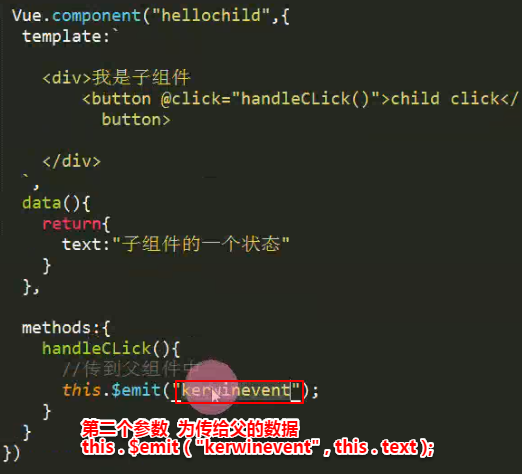 Vue.component("hellochild",{
template:`
<div>我是子组件
<button @click="handleCLick()">child click</
button>
</div>
`,
data(){
return{
text:"子组件的一个状态"
}
},
methods:{
handleCLick(){
//传到父组件中
this.$emit("kerwinevent");
}
}
})
第二个参数 为传给父的数据
this . $emit ( "kerwinevent" , this . text );